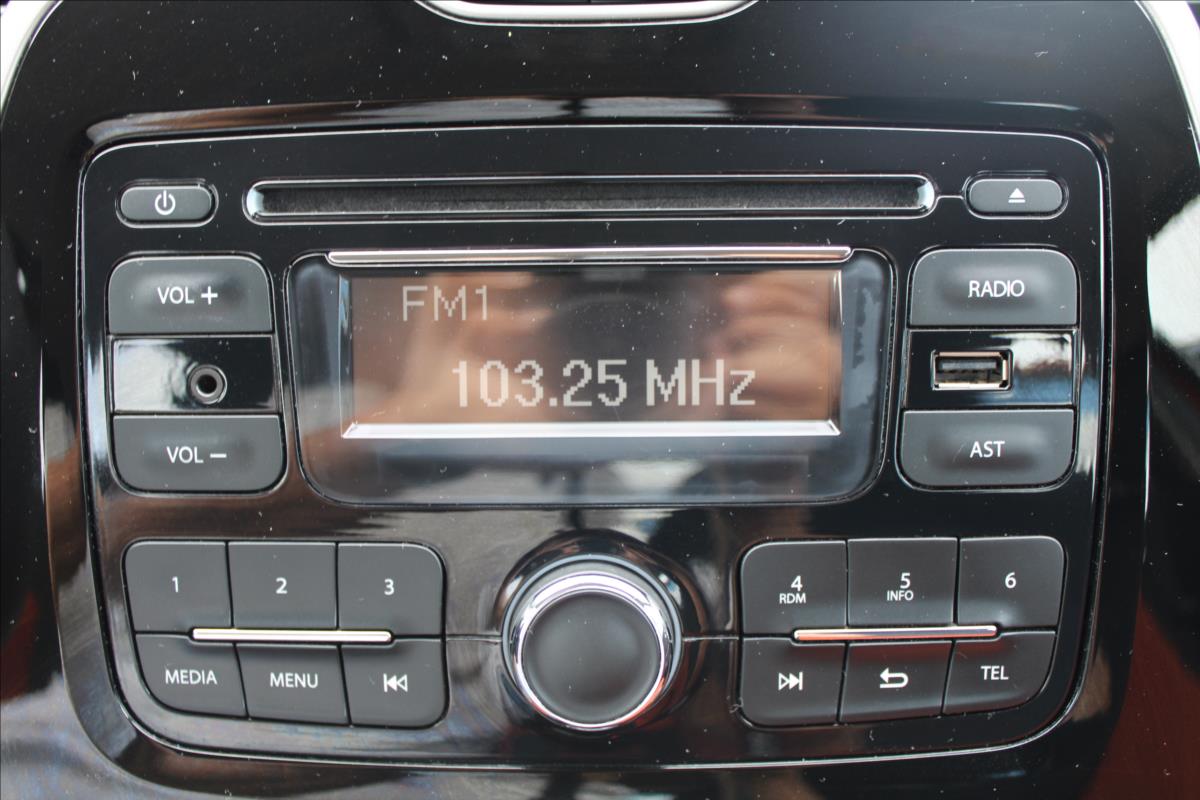 VOL +
VOL −
FM1
103.25 MHz
RADIO
AST
1
2
3
MEDIA
MENU
4
RDM
5
INFO
6
TEL